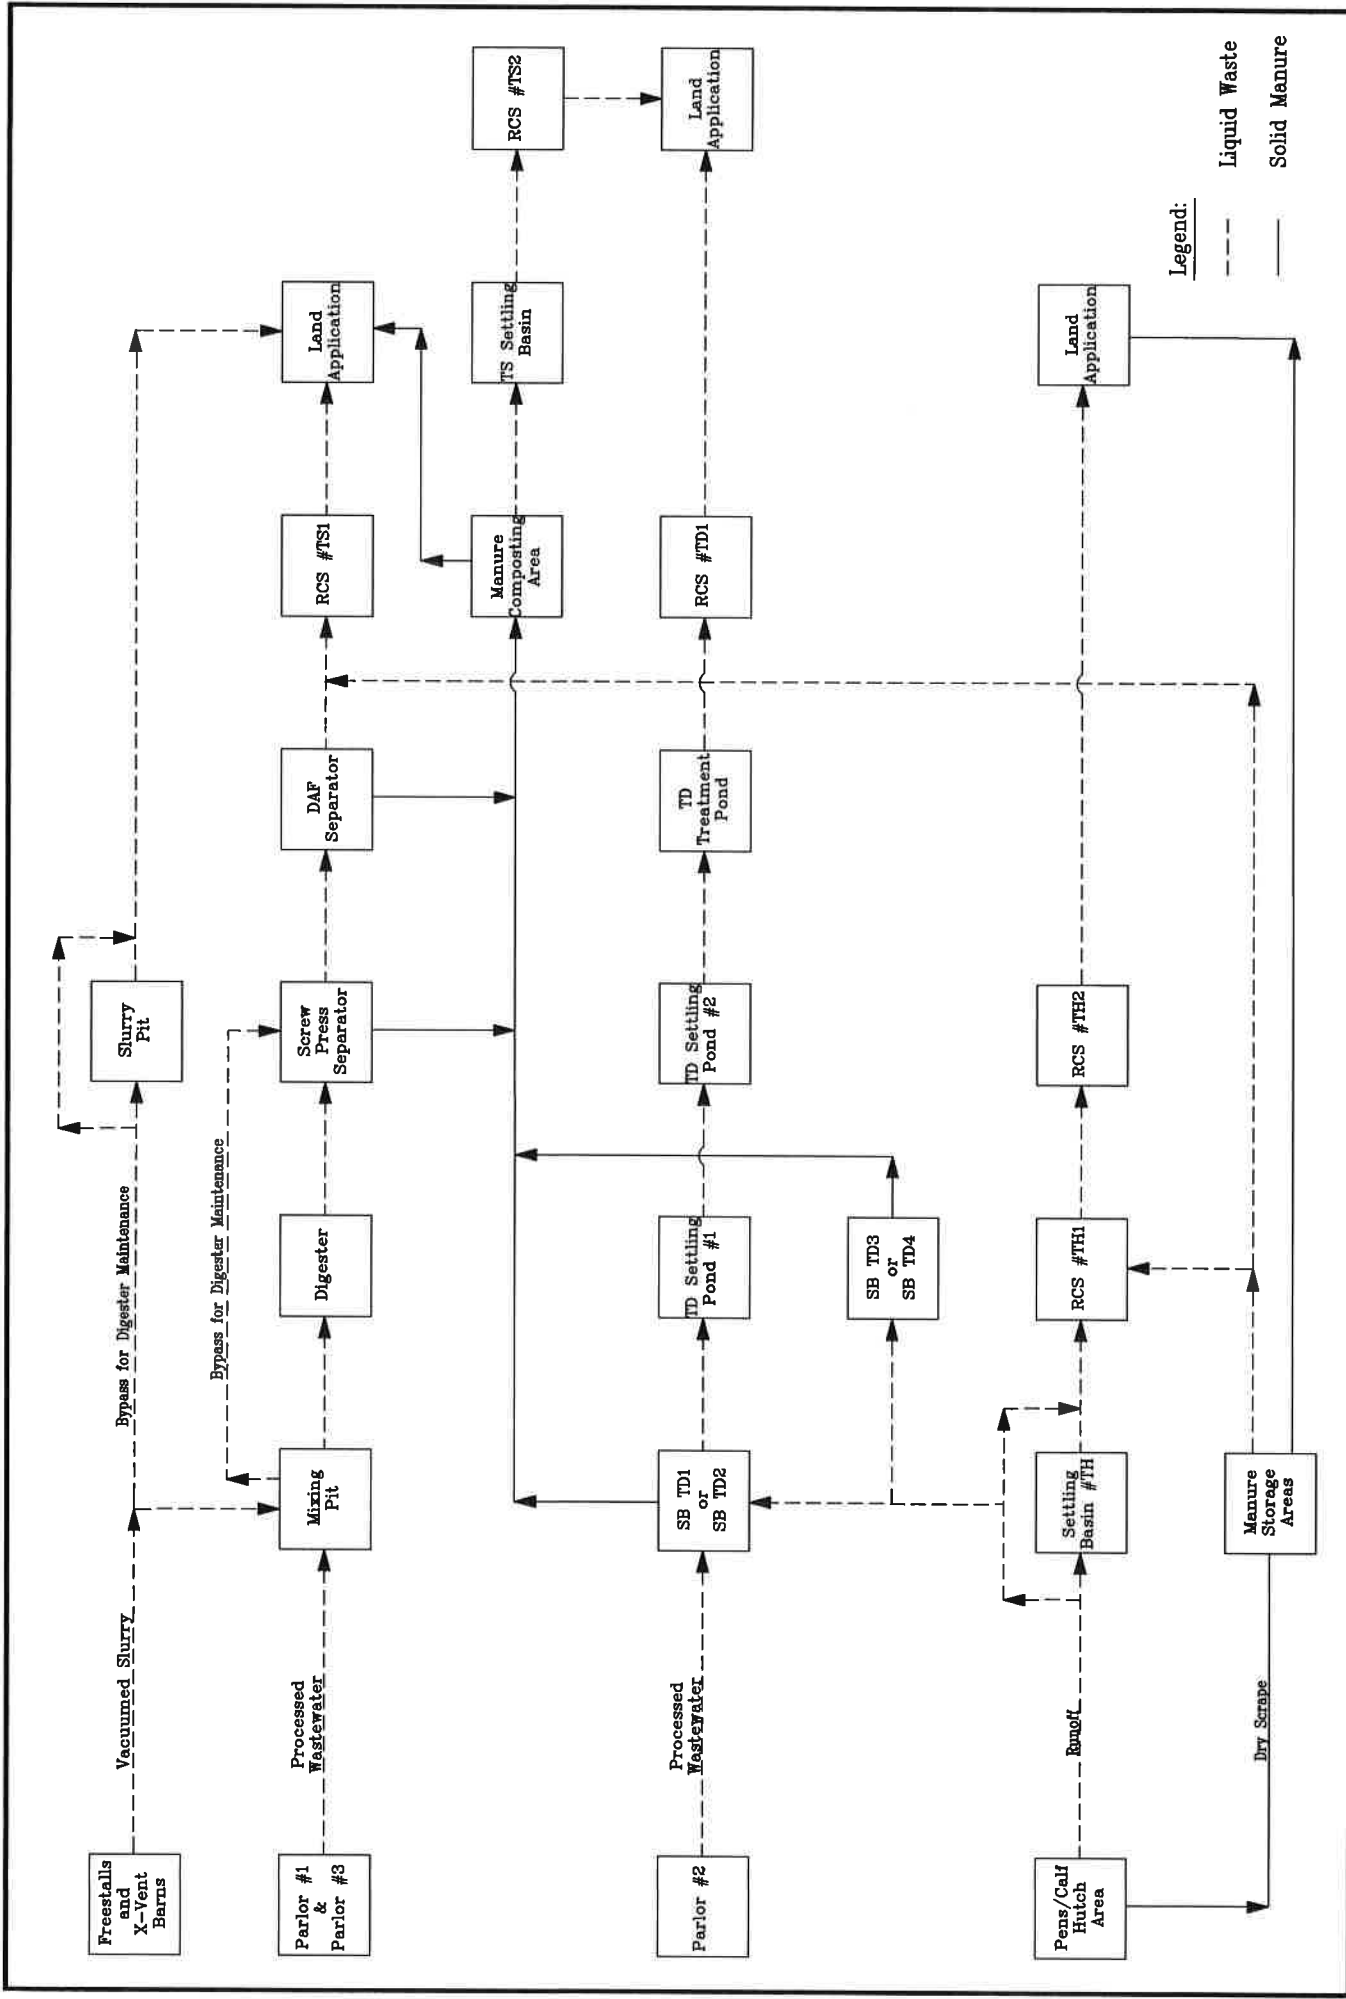 Freestalls
and
X-Vent
Barns
Vacuumed Slurry
Bypass for Digester Maintenance
Slurry
Pit
Parlor #1
&
Parlor #3
Processed
Wastewater
Mixing
Pit
Bypass for Digester Maintenance
Digester
Screw
Press
Separator
DAF
Separator
RCS #TS1
Land
Application
Manure
Composting
Area
TS Settling
Basin
RCS #TS2
Parlor #2
Processed
Wastewater
SB TD1
or
SB TD2
TD Settling
Pond #1
TD Settling
Pond #2
TD
Treatment
Pond
RCS #TD1
Land
Application
SB TD3
or
SB TD4
Pens/Calf
Hutch
Area
Runoff
Settling
Basin #TH
RCS #TH1
RCS #TH2
Land
Application
Dry Scrape
Manure
Storage
Areas
Legend:
Liquid Waste
Solid Manure